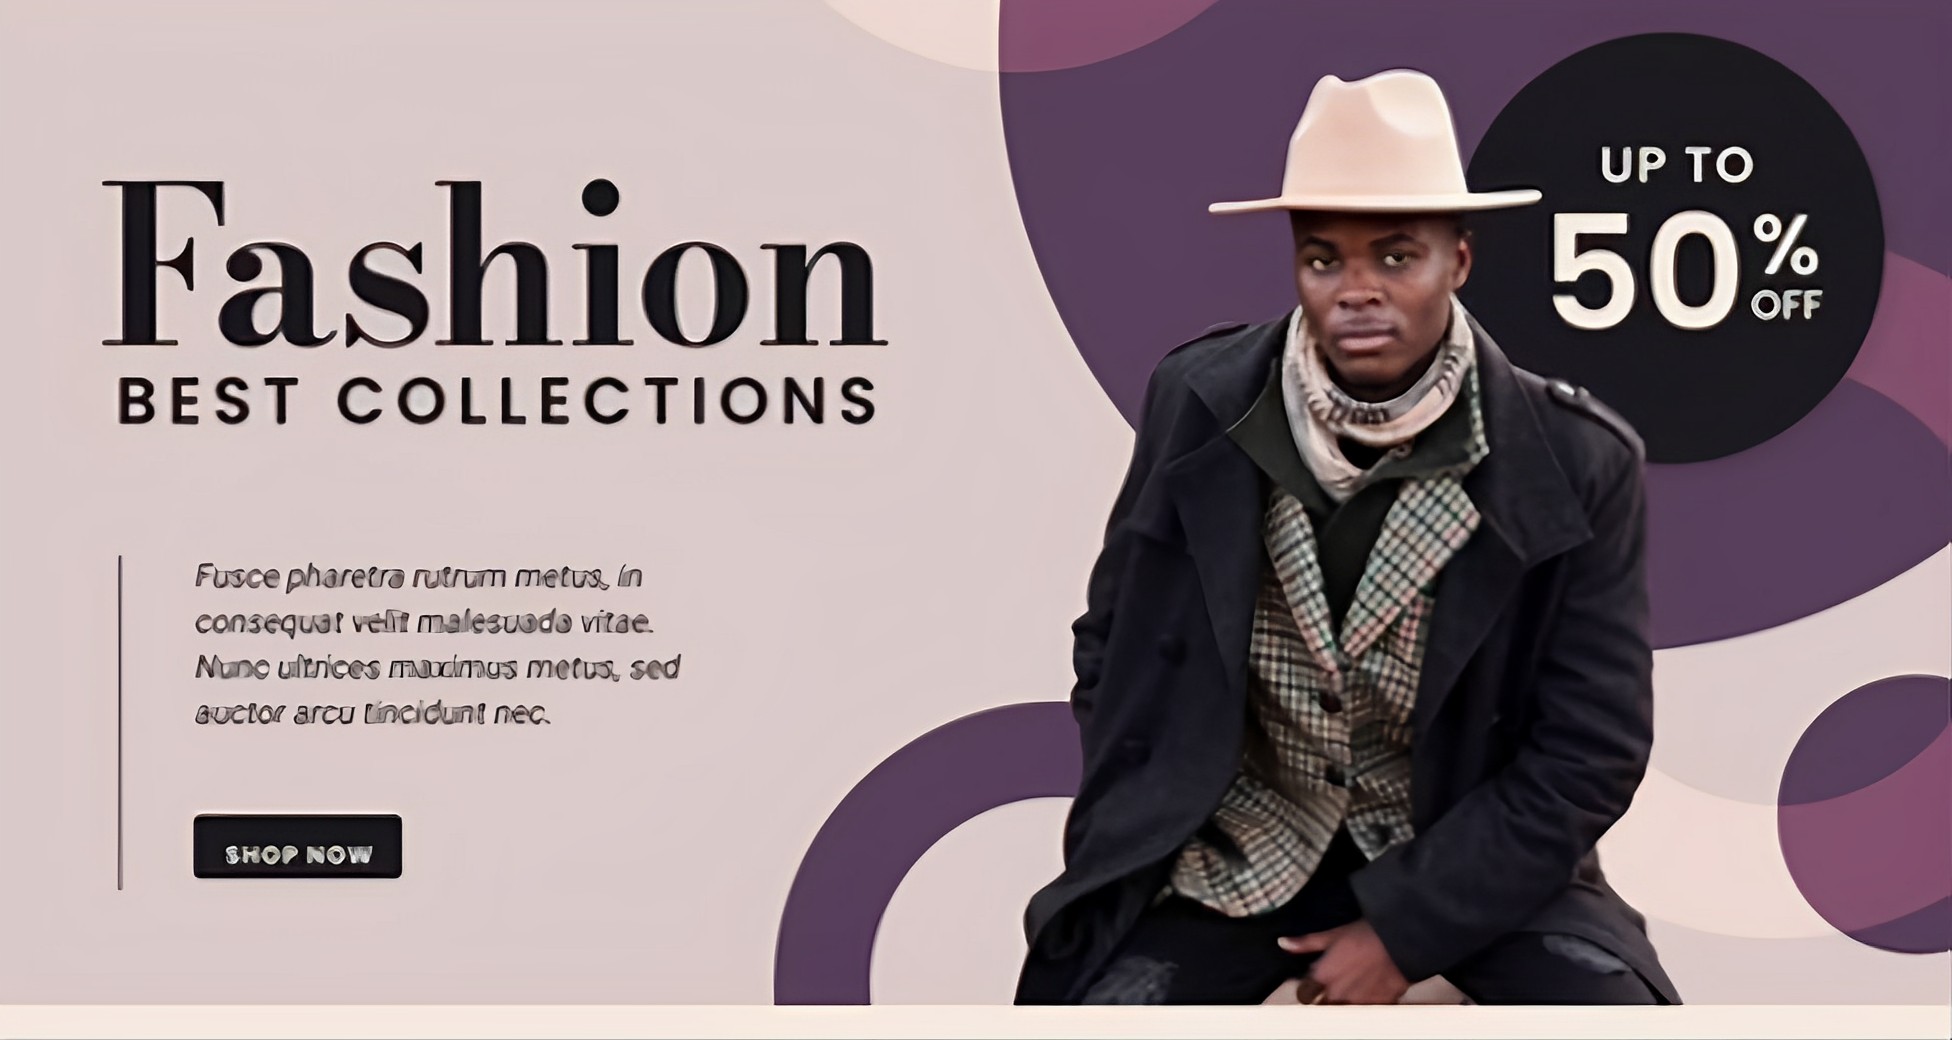 Fashion
BEST COLLECTIONS
Fusce pharetra rutrum metus, in
consequat velit malesuada vitae.
Nunc ultrices maximus metus, sed
auctor arcu tincidunt nec.
SHOP NOW
UP TO
50%
OFF